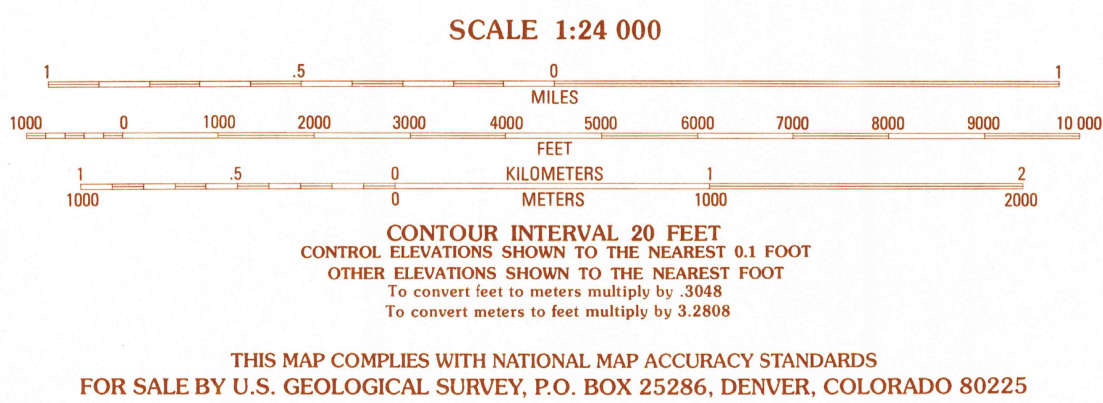 SCALE 1:24 000
1 .5 0 1
MILES
1000 0 1000 2000 3000 4000 5000 6000 7000 8000 9000 10 000
FEET
1 .5 0 KILOMETERS 1 2
1000 0 METERS 1000 2000
CONTOUR INTERVAL 20 FEET
CONTROL ELEVATIONS SHOWN TO THE NEAREST 0.1 FOOT
OTHER ELEVATIONS SHOWN TO THE NEAREST FOOT
To convert feet to meters multiply by .3048
To convert meters to feet multiply by 3.2808
THIS MAP COMPLIES WITH NATIONAL MAP ACCURACY STANDARDS
FOR SALE BY U.S. GEOLOGICAL SURVEY, P.O. BOX 25286, DENVER, COLORADO 80225